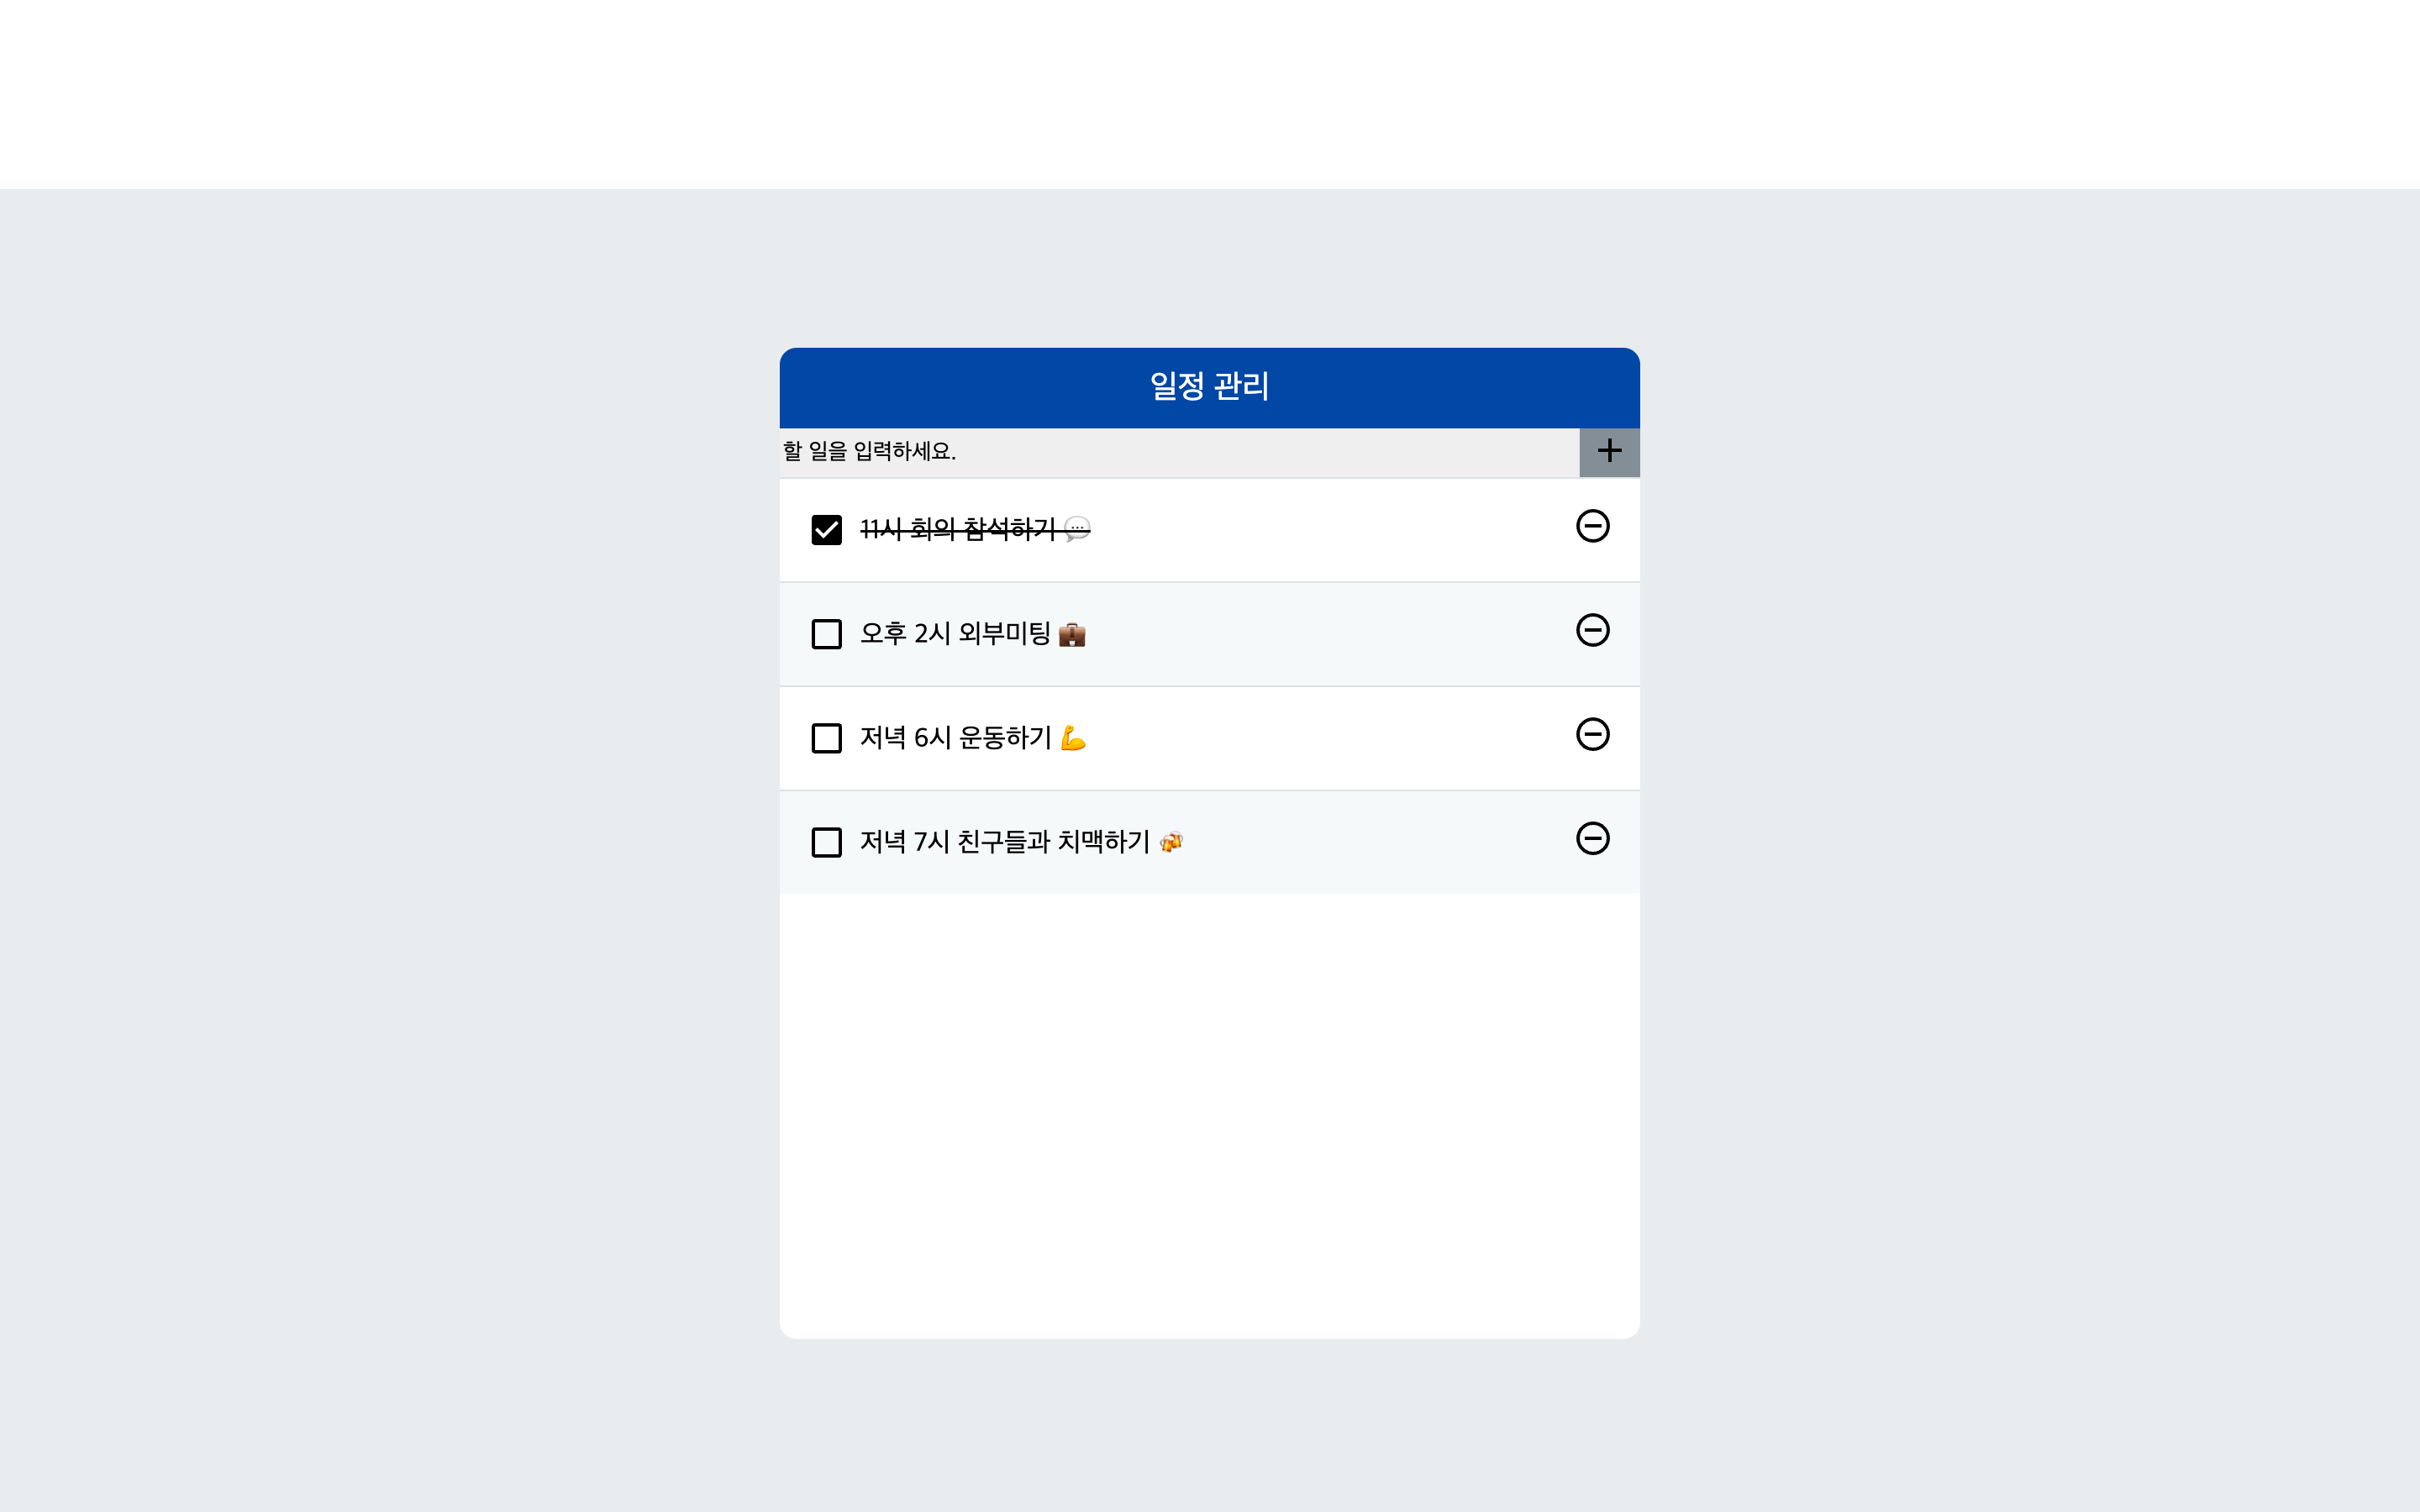 일정 관리
할 일을 입력하세요.
11시 회의 참석하기 💬
오후 2시 외부미팅 💼
저녁 6시 운동하기 💪
저녁 7시 친구들과 치맥하기 🍻